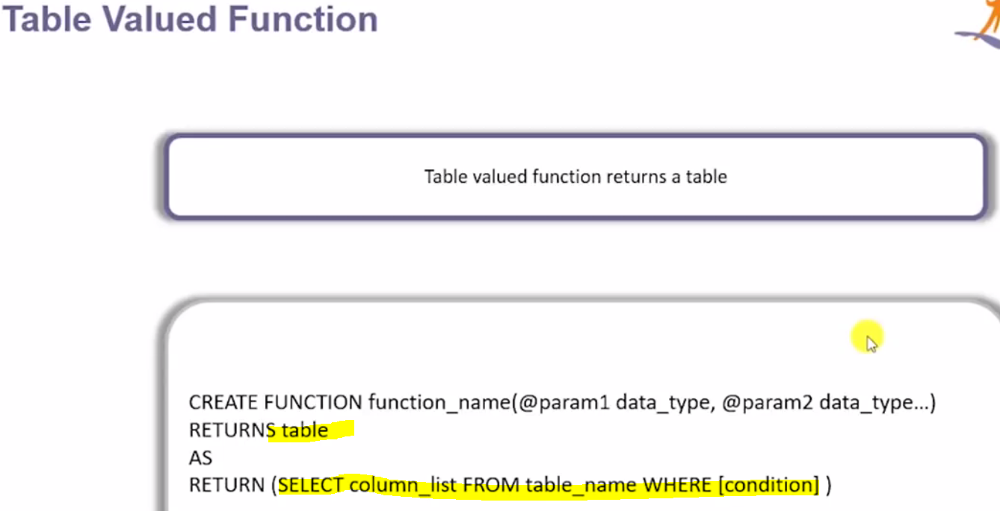 Table Valued Function
Table valued function returns a table
CREATE FUNCTION function_name(@param1 data_type, @param2 data_type...)
RETURNS table
AS
RETURN (SELECT column_list FROM table_name WHERE [condition] )